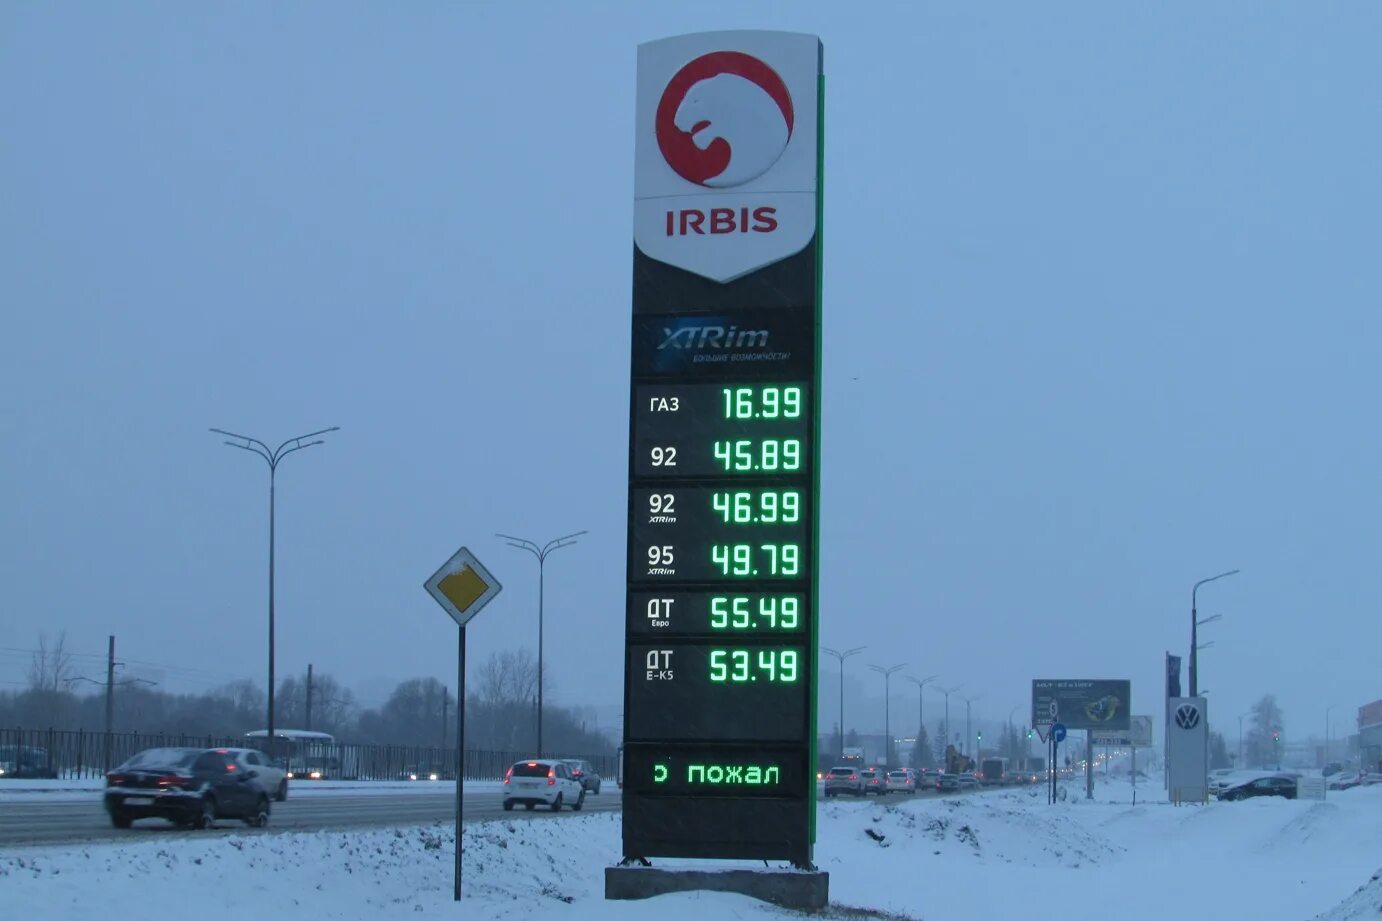 IRBIS
XTRim
БОЛЬШИЕ ВОЗМОЖНОСТИ!
ГАЗ 16.99
92 45.89
92 46.99
XTRim
95 49.79
XTRim
ДТ 55.49
Евро
ДТ 53.49
Е-К5
о пожал